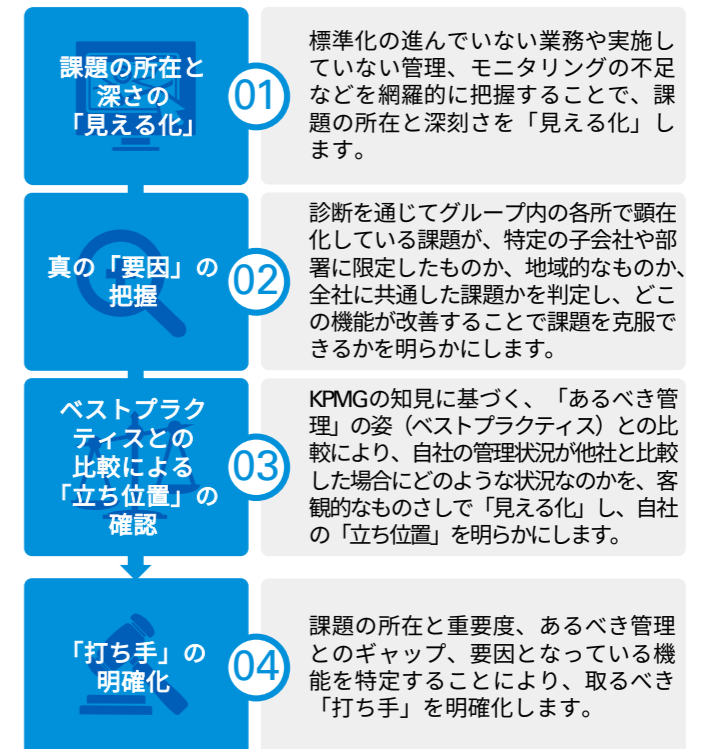 課題の所在と
深さの
「見える化」
01
標準化の進んでいない業務や実施し
ていない管理、モニタリングの不足
などを網羅的に把握することで、課
題の所在と深刻さを「見える化」し
ます。
真の「要因」の
把握
02
診断を通じてグループ内の各所で顕在
化している課題が、特定の子会社や部
署に限定したものか、地域的なものか、
全社に共通した課題かを判定し、どこ
の機能が改善することで課題を克服で
きるかを明らかにします。
ベストプラク
ティスとの
比較による
「立ち位置」の
確認
03
KPMGの知見に基づく、「あるべき管
理」の姿（ベストプラクティス）との比
較により、自社の管理状況が他社と比較
した場合にどのような状況なのかを、客
観的なものさしで「見える化」し、自社
の「立ち位置」を明らかにします。
「打ち手」の
明確化
04
課題の所在と重要度、あるべき管理
とのギャップ、要因となっている機
能を特定することにより、取るべき
「打ち手」を明確化します。